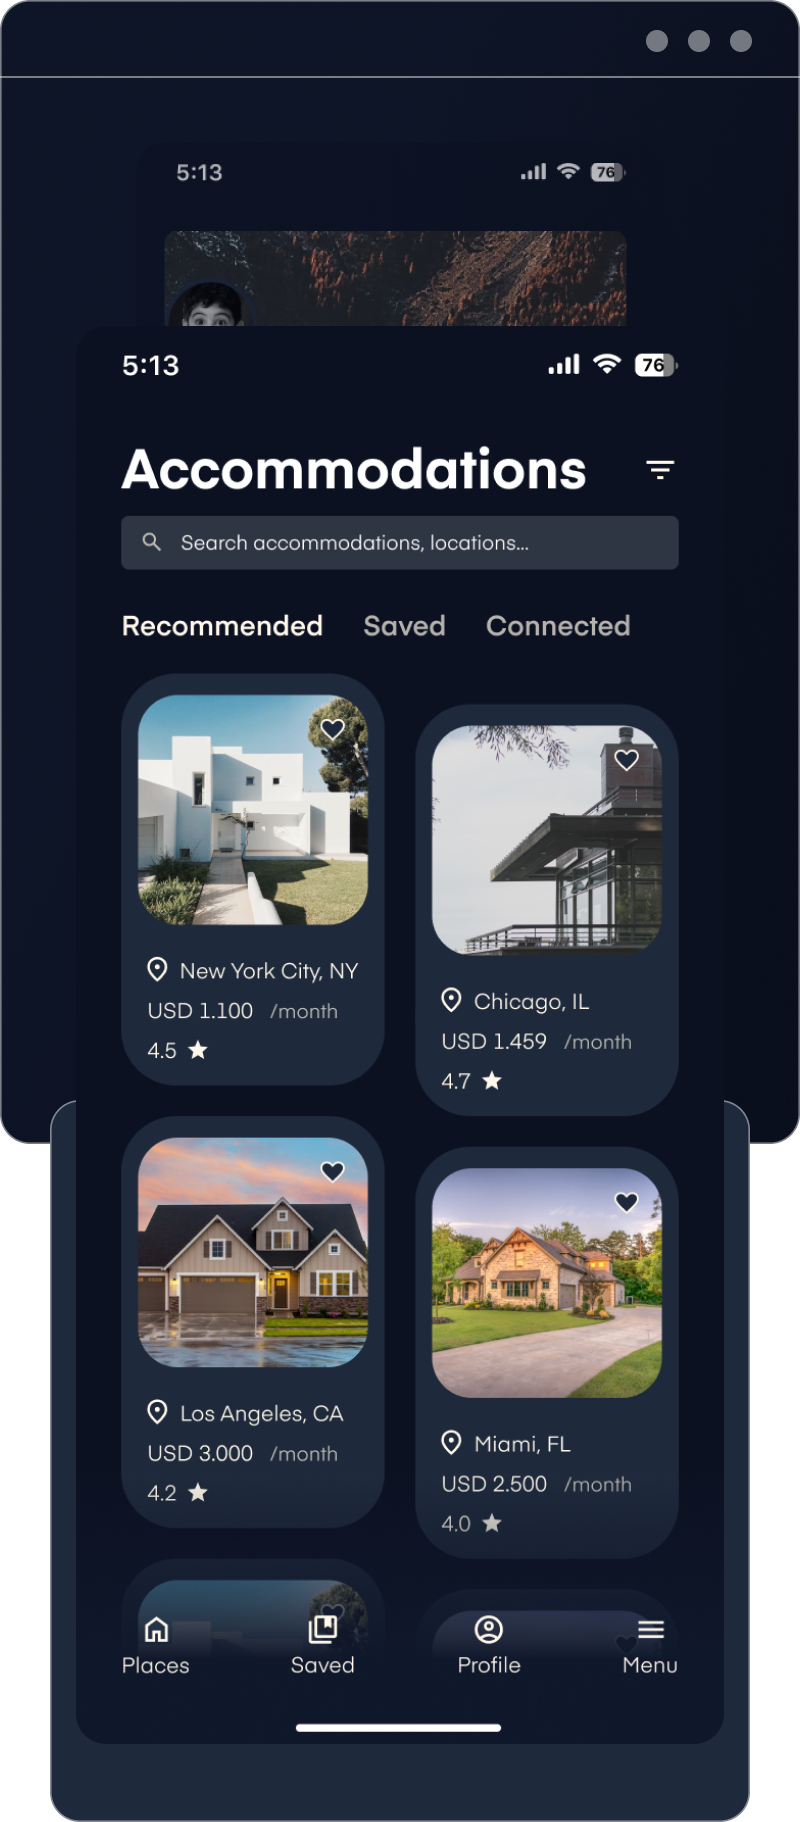 5:13
76
5:13
76
Accommodations
Search accommodations, locations...
Recommended Saved Connected
New York City, NY
USD 1.100 /month
4.5
Chicago, IL
USD 1.459 /month
4.7
Los Angeles, CA
USD 3.000 /month
4.2
Miami, FL
USD 2.500 /month
4.0
Places Saved Profile Menu